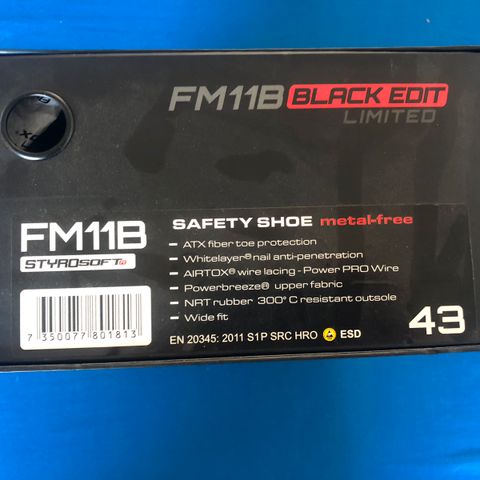 FM11B BLACK EDIT
LIMITED
FM11B
STYROSOFT
SAFETY SHOE metal-free
– ATX fiber toe protection
– Whitelayer® nail anti-penetration
– AIRTOX® wire lacing - Power PRO Wire
– Powerbreeze® upper fabric
– NRT rubber 300° C resistant outsole
– Wide fit
EN 20345: 2011 S1P SRC HRO ESD
43
7 350077 801813